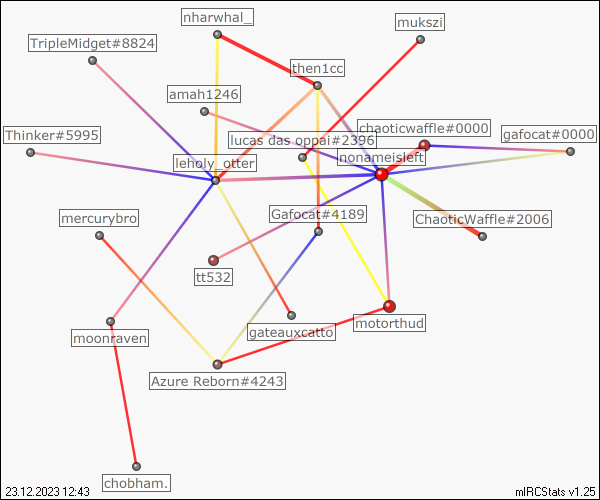 nharwhal_
mukszi
TripleMidget#8824
then1cc
amah1246
chaoticwaffle#0000
Thinker#5995
lucas das oppai#2396
gafocat#0000
leholy_otter
nonameisleft
mercurybro
Gafocat#4189
ChaoticWaffle#2006
tt532
moonraven
gateauxcatto
motorthud
Azure Reborn#4243
chobham.
23.12.2023 12:43
mIRCStats v1.25